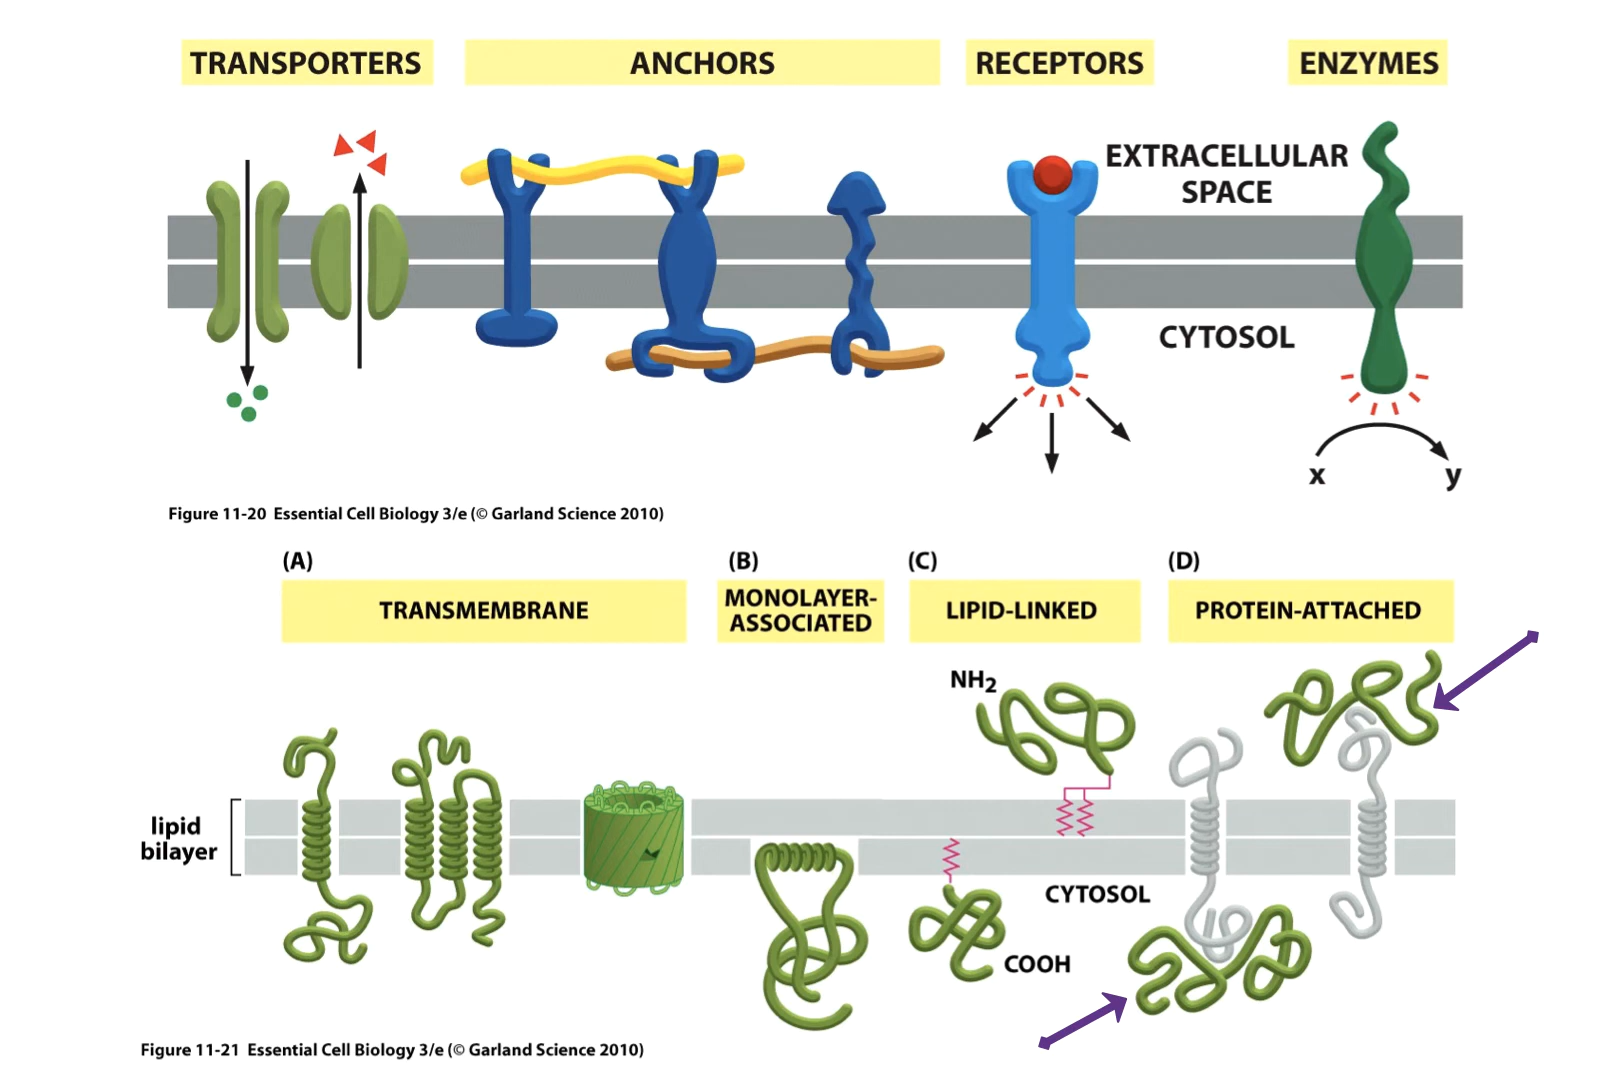 TRANSPORTERS
ANCHORS
RECEPTORS
ENZYMES
EXTRACELLULAR
SPACE
CYTOSOL
x
y
Figure 11-20 Essential Cell Biology 3/e (© Garland Science 2010)
(A)
(B)
(C)
(D)
TRANSMEMBRANE
MONOLAYER-
ASSOCIATED
LIPID-LINKED
PROTEIN-ATTACHED
NH2
lipid
bilayer
CYTOSOL
COOH
Figure 11-21 Essential Cell Biology 3/e (© Garland Science 2010)